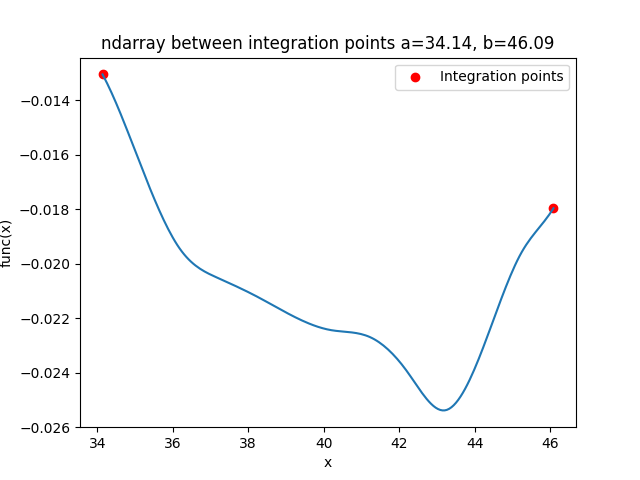 ndarray between integration points a=34.14, b=46.09
Integration points
−0.014
−0.016
−0.018
−0.020
−0.022
−0.024
−0.026
func(x)
34 36 38 40 42 44 46
x